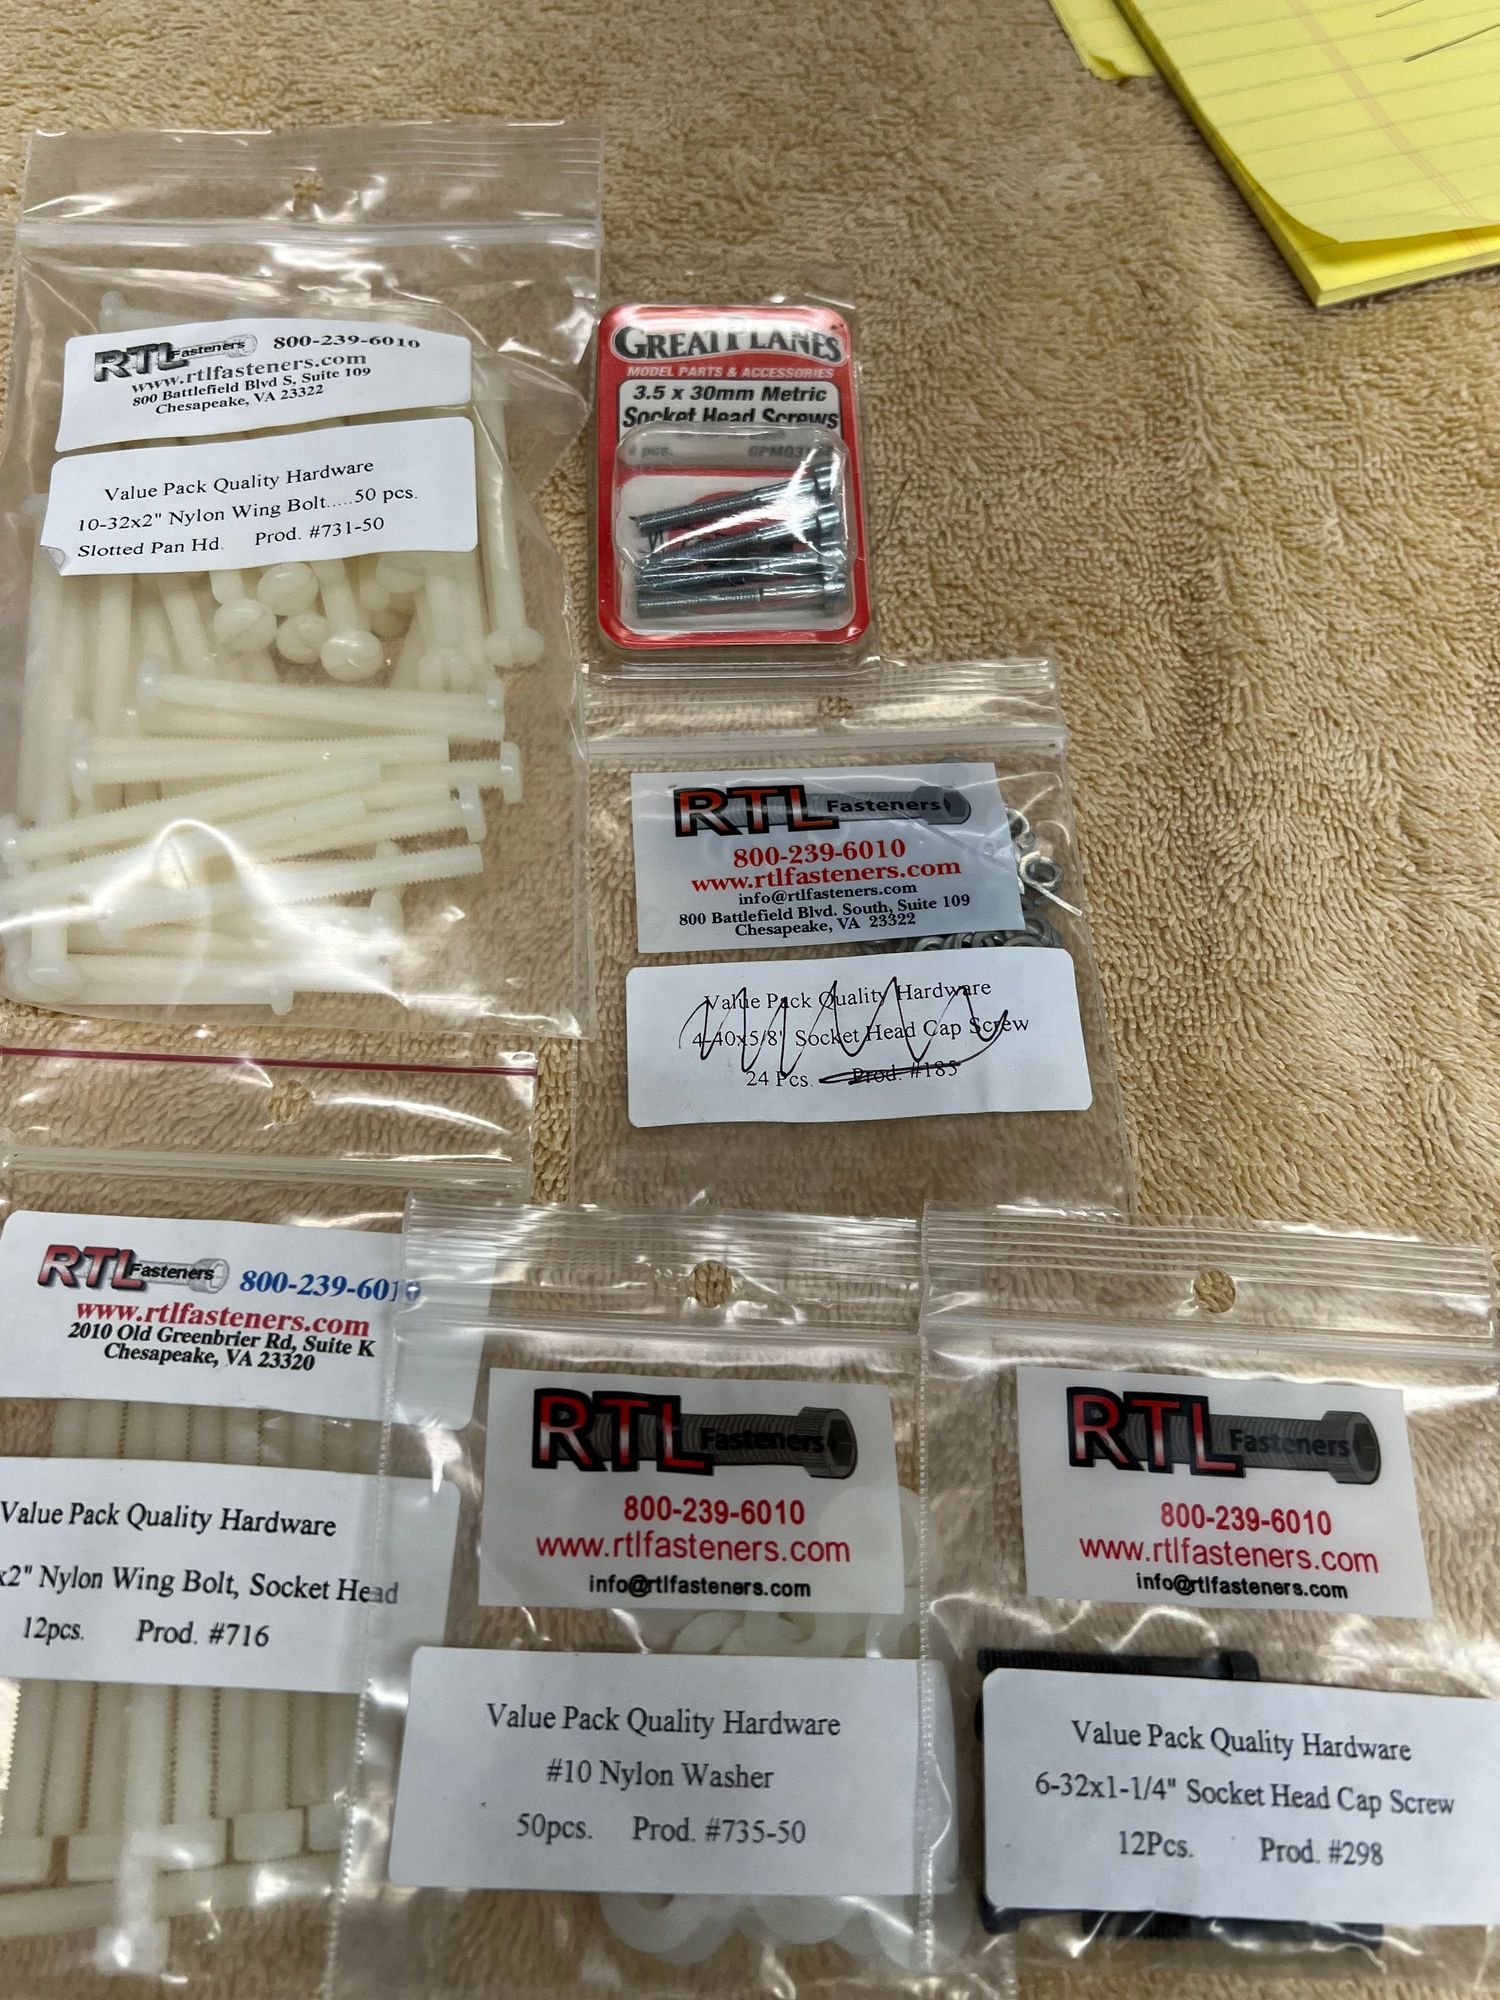 RTL Fasteners 800-239-6010
www.rtlfasteners.com
800 Battlefield Blvd S, Suite 109
Chesapeake, VA 23322
Value Pack Quality Hardware
10-32x2" Nylon Wing Bolt.....50 pcs.
Slotted Pan Hd. Prod. #731-50
GREAT PLANES
MODEL PARTS & ACCESSORIES
3.5 x 30mm Metric
Socket Head Screws
pcs.
RTL Fasteners
800-239-6010
www.rtlfasteners.com
info@rtlfasteners.com
800 Battlefield Blvd. South, Suite 109
Chesapeake, VA 23322
Value Pack Quality Hardware
4-40x5/8" Socket Head Cap Screw
24 Pcs. Prod. #185
RTL Fasteners 800-239-6010
www.rtlfasteners.com
2010 Old Greenbrier Rd, Suite K
Chesapeake, VA 23320
Value Pack Quality Hardware
x2" Nylon Wing Bolt, Socket Head
12pcs. Prod. #716
RTL Fasteners
800-239-6010
www.rtlfasteners.com
info@rtlfasteners.com
Value Pack Quality Hardware
#10 Nylon Washer
50pcs. Prod. #735-50
RTL Fasteners
800-239-6010
www.rtlfasteners.com
info@rtlfasteners.com
Value Pack Quality Hardware
6-32x1-1/4" Socket Head Cap Screw
12Pcs. Prod. #298